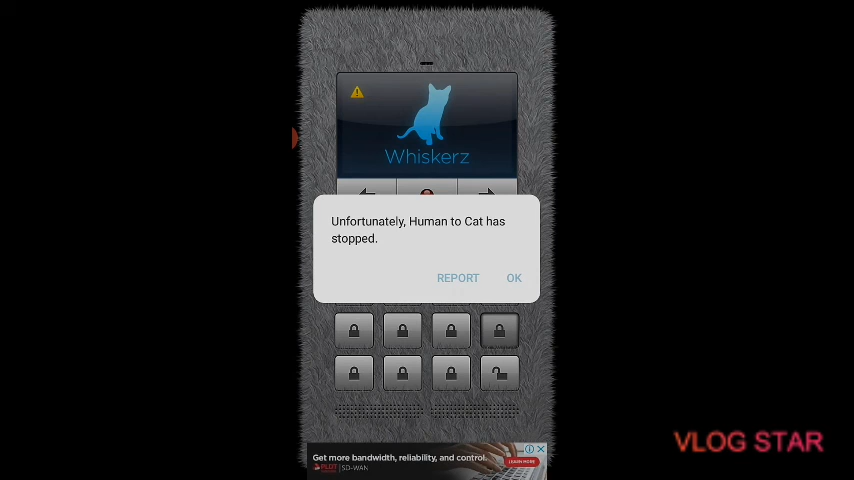 Whiskerz
Unfortunately, Human to Cat has
stopped.
REPORT OK
Get more bandwidth, reliability, and control.
LEARN MORE
PLDT SD-WAN
VLOG STAR